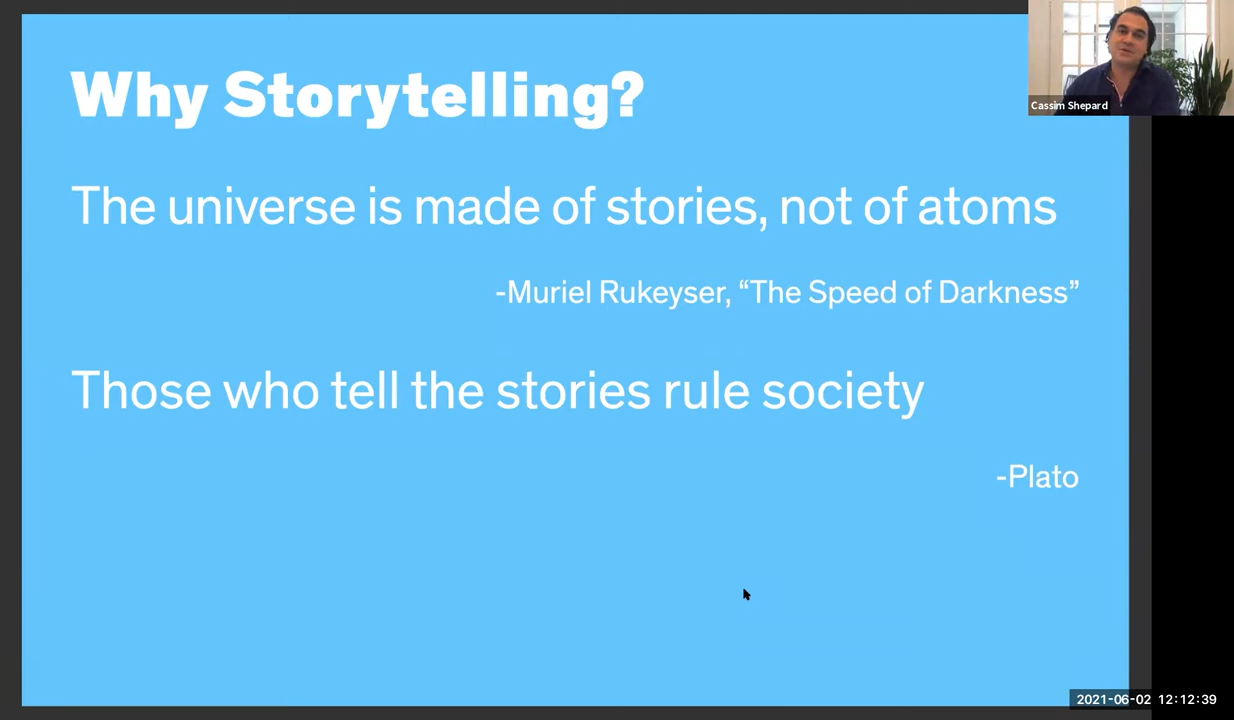 Why Storytelling?
Cassim Shepard
The universe is made of stories, not of atoms
-Muriel Rukeyser, “The Speed of Darkness”
Those who tell the stories rule society
-Plato
2021-06-02 12:12:39